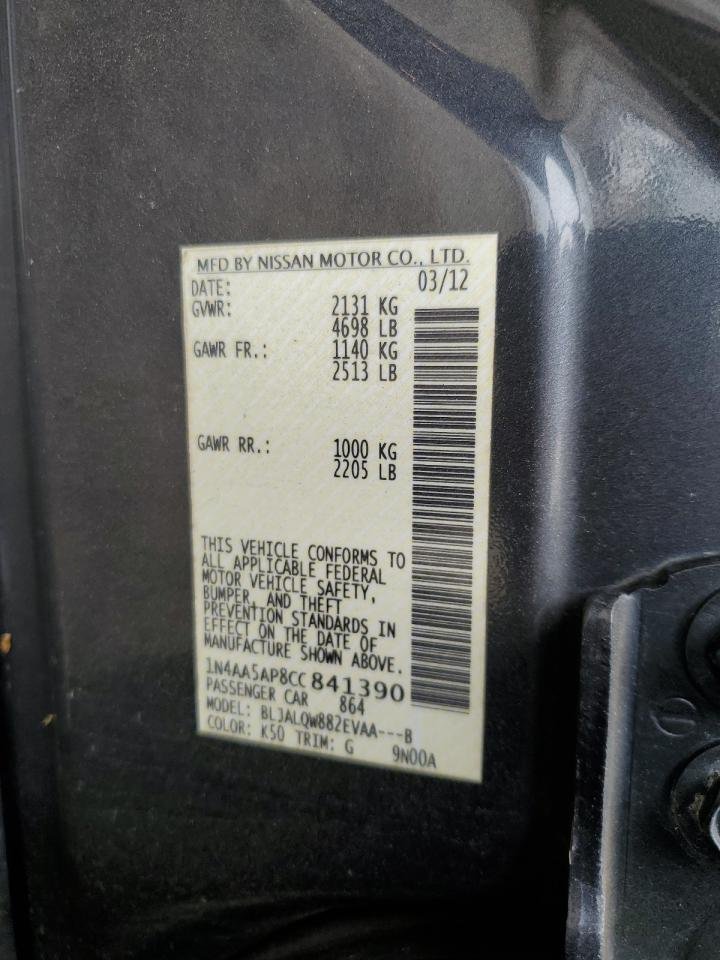 MFD BY NISSAN MOTOR CO., LTD.
DATE: 03/12
GVWR: 2131 KG
4698 LB
GAWR FR.: 1140 KG
2513 LB
GAWR RR.: 1000 KG
2205 LB
THIS VEHICLE CONFORMS TO
ALL APPLICABLE FEDERAL
MOTOR VEHICLE SAFETY,
BUMPER, AND THEFT
PREVENTION STANDARDS IN
EFFECT ON THE DATE OF
MANUFACTURE SHOWN ABOVE.
1N4AA5AP8CC841390
PASSENGER CAR 864
MODEL: BLJALQW882EVAA---B
COLOR: K50 TRIM: G 9N00A